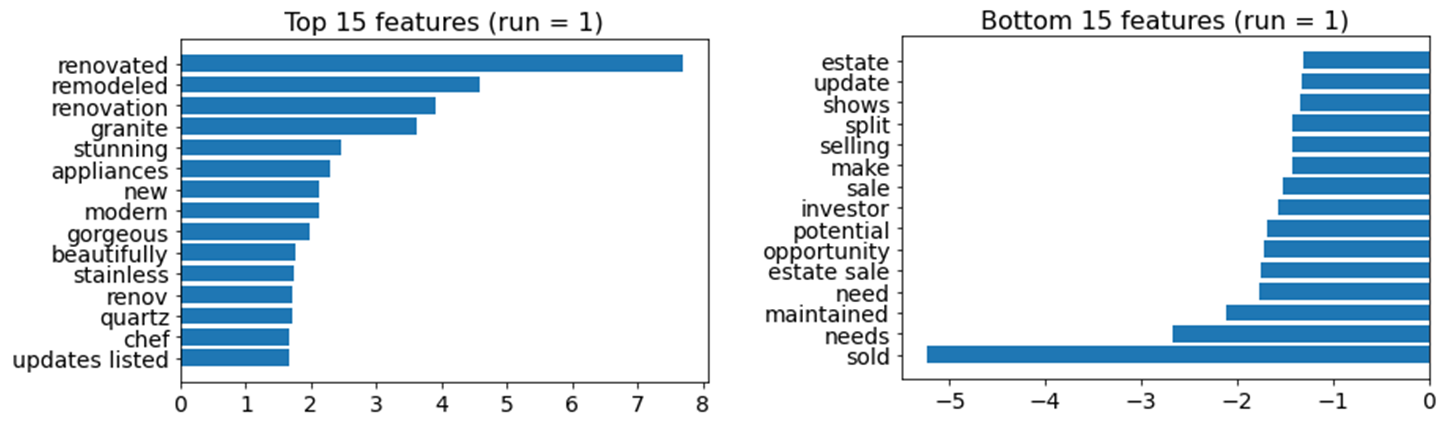 Top 15 features (run = 1)
renovated
remodeled
renovation
granite
stunning
appliances
new
modern
gorgeous
beautifully
stainless
renov
quartz
chef
updates listed
0 1 2 3 4 5 6 7 8
Bottom 15 features (run = 1)
estate
update
shows
split
selling
make
sale
investor
potential
opportunity
estate sale
need
maintained
needs
sold
−5 −4 −3 −2 −1 0